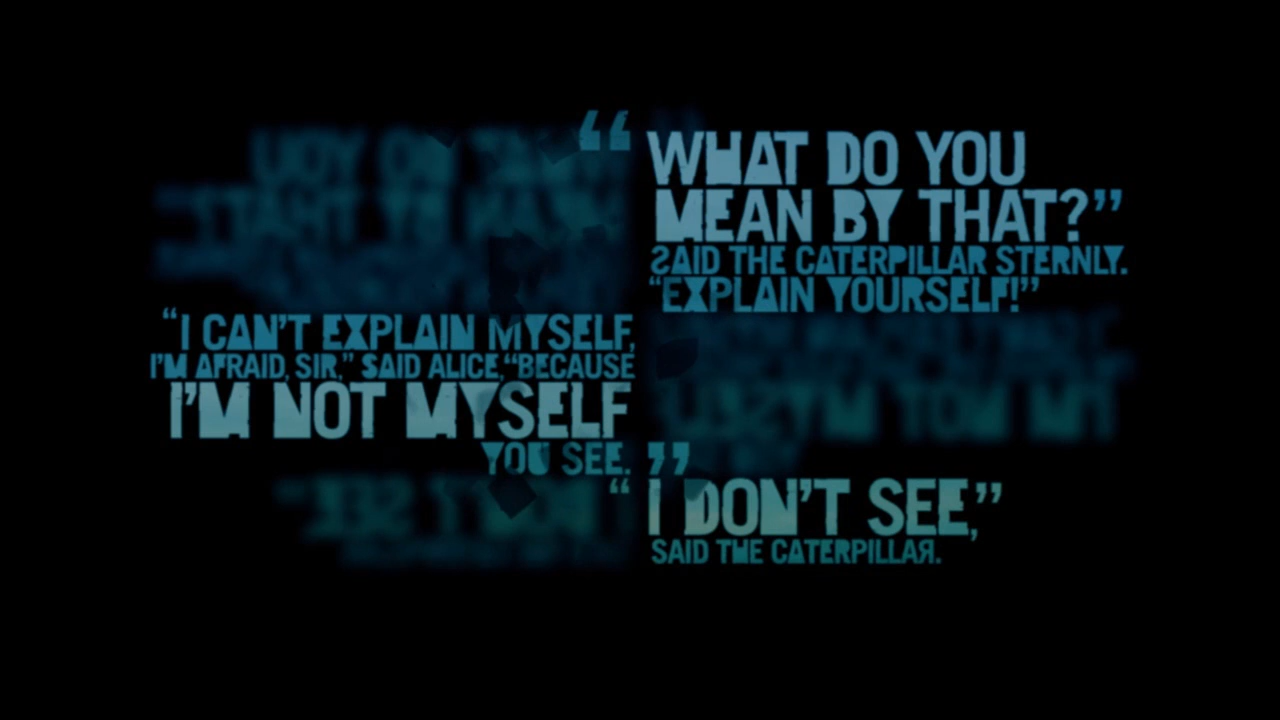 “WHAT DO YOU
MEAN BY THAT?”
SAID THE CATERPILLAR STERNLY.
“EXPLAIN YOURSELF!”
“I CAN’T EXPLAIN MYSELF,
I’M AFRAID, SIR,” SAID ALICE,“BECAUSE
I’M NOT MYSELF
YOU SEE.”
“I DON’T SEE,”
SAID THE CATERPILLAR.